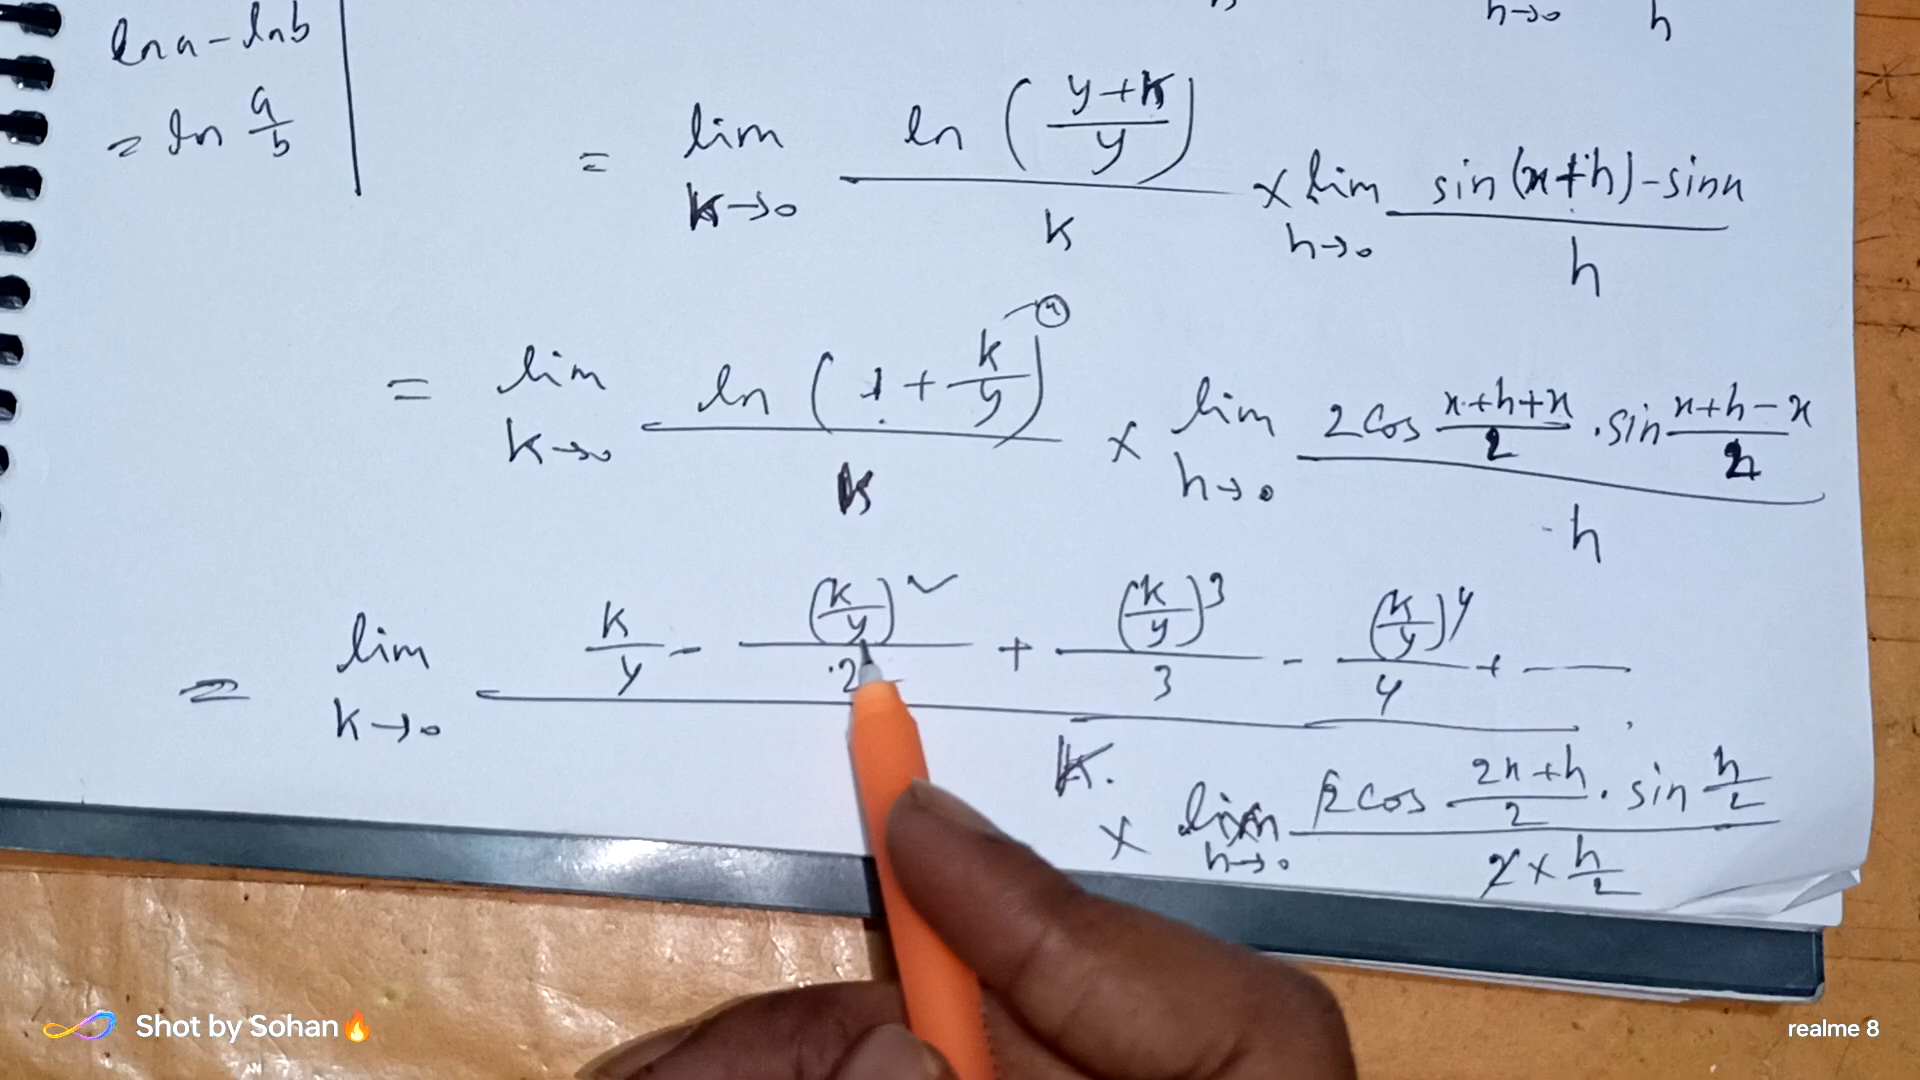 ln a - ln b
= ln a/b
h→0 h
= lim k→0 ln((y+k)/y) / k × lim h→0 (sin(x+h) - sin x) / h
= lim k→0 ln(1 + k/y) / k × lim h→0 2 cos (x+h+x)/2 . sin (x+h-x)/2 / h
= lim k→0 (k/y - (k/y)²/2 + (k/y)³/3 - (k/y)⁴/4 + ——) / k.
× lim h→0 2 cos (2x+h)/2 . sin h/2 / (2 × h/2)
Shot by Sohan🔥
realme 8